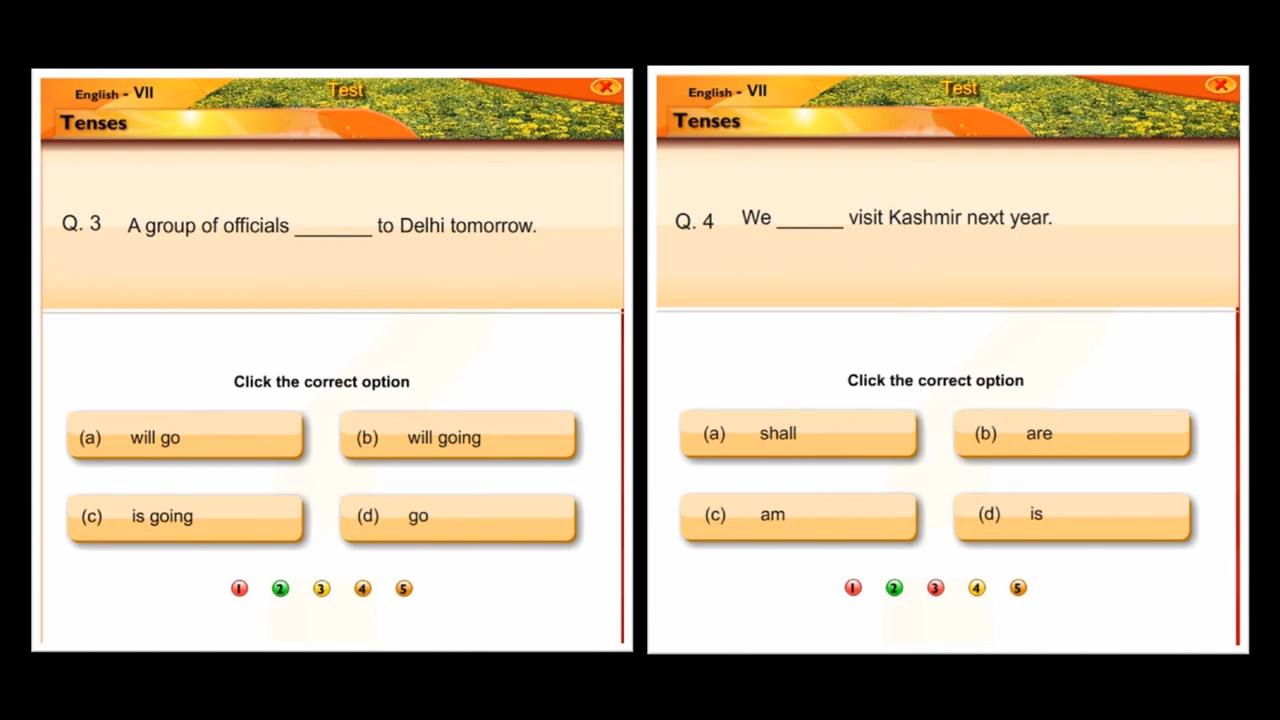 English - VII
Test
Tenses
Q. 3 A group of officials _______ to Delhi tomorrow.
Click the correct option
(a) will go
(b) will going
(c) is going
(d) go
1 2 3 4 5
English - VII
Test
Tenses
Q. 4 We ______ visit Kashmir next year.
Click the correct option
(a) shall
(b) are
(c) am
(d) is
1 2 3 4 5